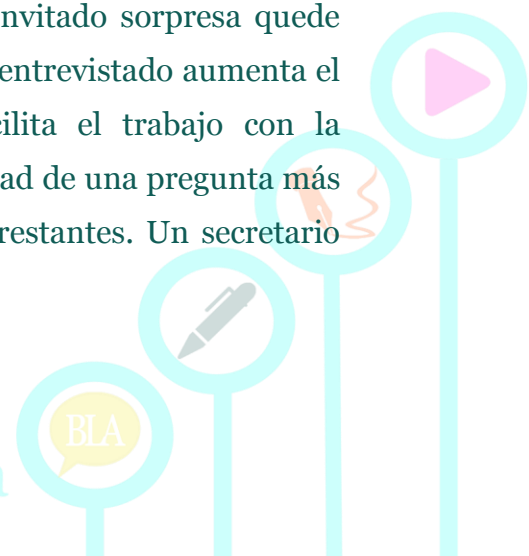 nvitado sorpresa quede
entrevistado aumenta el
cilita el trabajo con la
ad de una pregunta más
restantes. Un secretario
BLA